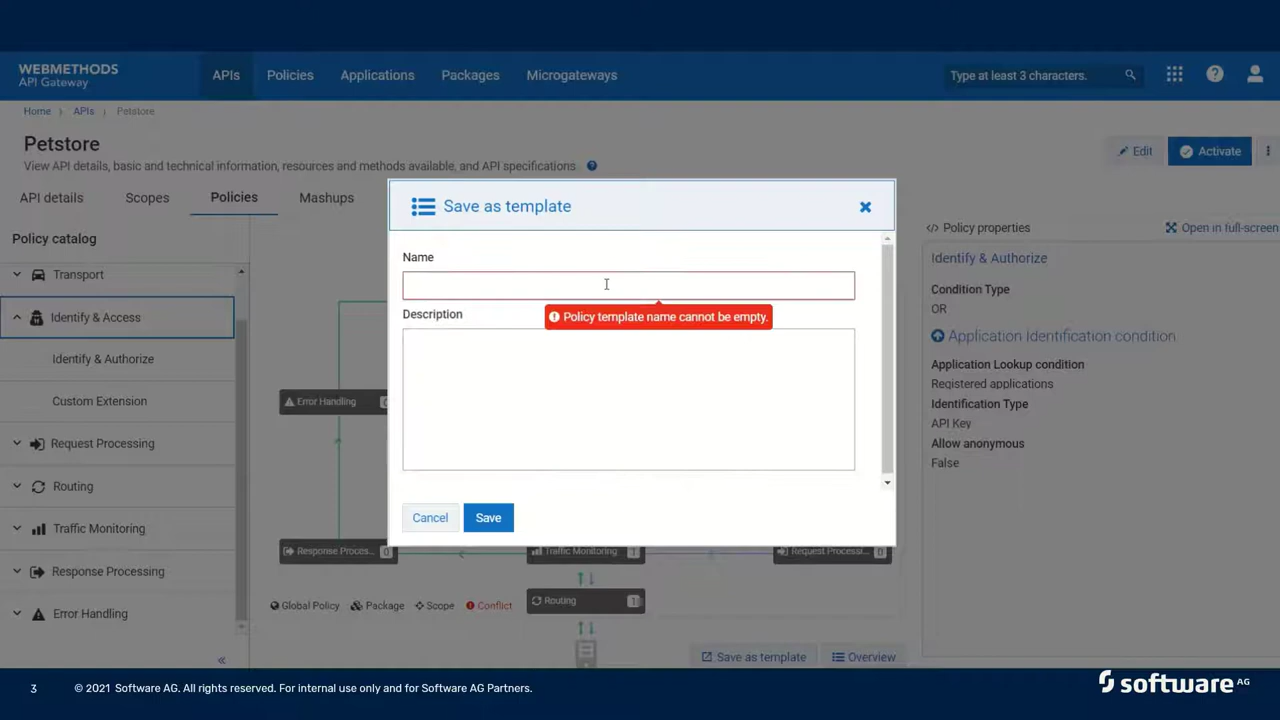 WEBMETHODS
API Gateway
APIs
Policies
Applications
Packages
Microgateways
Type at least 3 characters.
Home
APIs
Petstore
Petstore
View API details, basic and technical information, resources and methods available, and API specifications
Edit
Activate
API details
Scopes
Policies
Mashups
Policy catalog
Transport
Identify & Access
Identify & Authorize
Custom Extension
Request Processing
Routing
Traffic Monitoring
Response Processing
Error Handling
Save as template
Name
Policy template name cannot be empty.
Description
Cancel
Save
Error Handling
Response Proces...
0
Traffic Monitoring
1
Request Processi...
0
Global Policy
Package
Scope
Conflict
Routing
1
Save as template
Overview
</> Policy properties
Open in full-screen
Identify & Authorize
Condition Type
OR
Application Identification condition
Application Lookup condition
Registered applications
Identification Type
API Key
Allow anonymous
False
3
© 2021 Software AG. All rights reserved. For internal use only and for Software AG Partners.
software AG